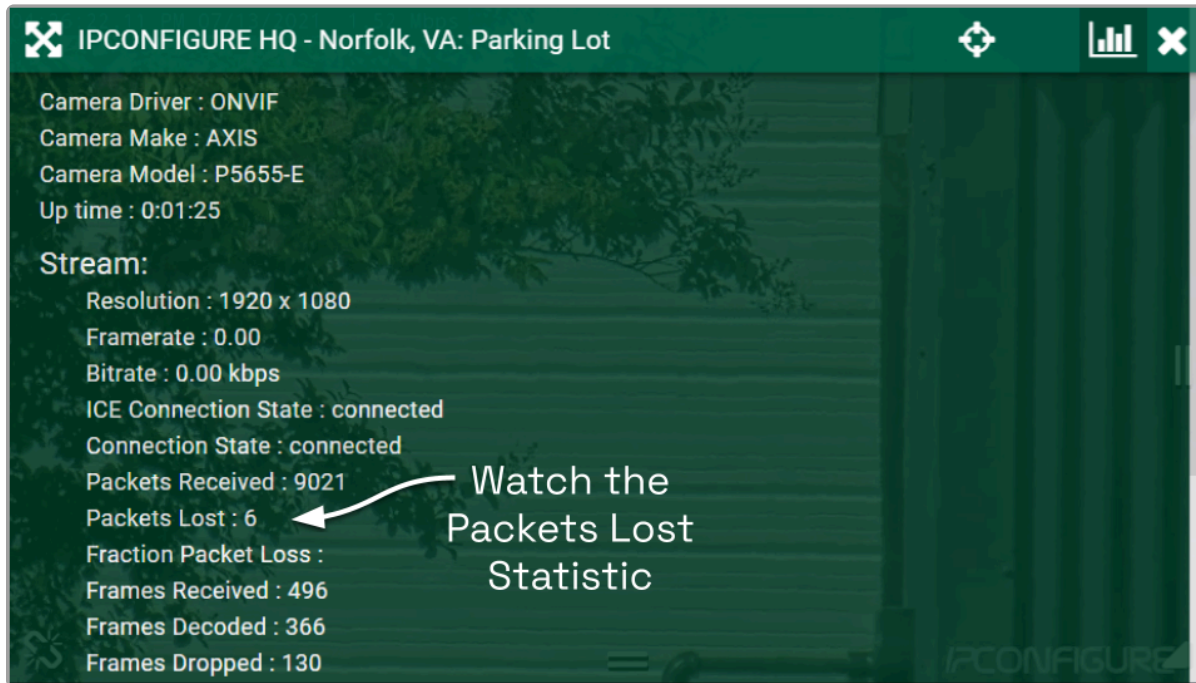 IPCONFIGURE HQ - Norfolk, VA: Parking Lot
Camera Driver : ONVIF
Camera Make : AXIS
Camera Model : P5655-E
Up time : 0:01:25
Stream:
Resolution : 1920 x 1080
Framerate : 0.00
Bitrate : 0.00 kbps
ICE Connection State : connected
Connection State : connected
Packets Received : 9021
Packets Lost : 6
Fraction Packet Loss :
Frames Received : 496
Frames Decoded : 366
Frames Dropped : 130
Watch the
Packets Lost
Statistic
IPCONFIGURE